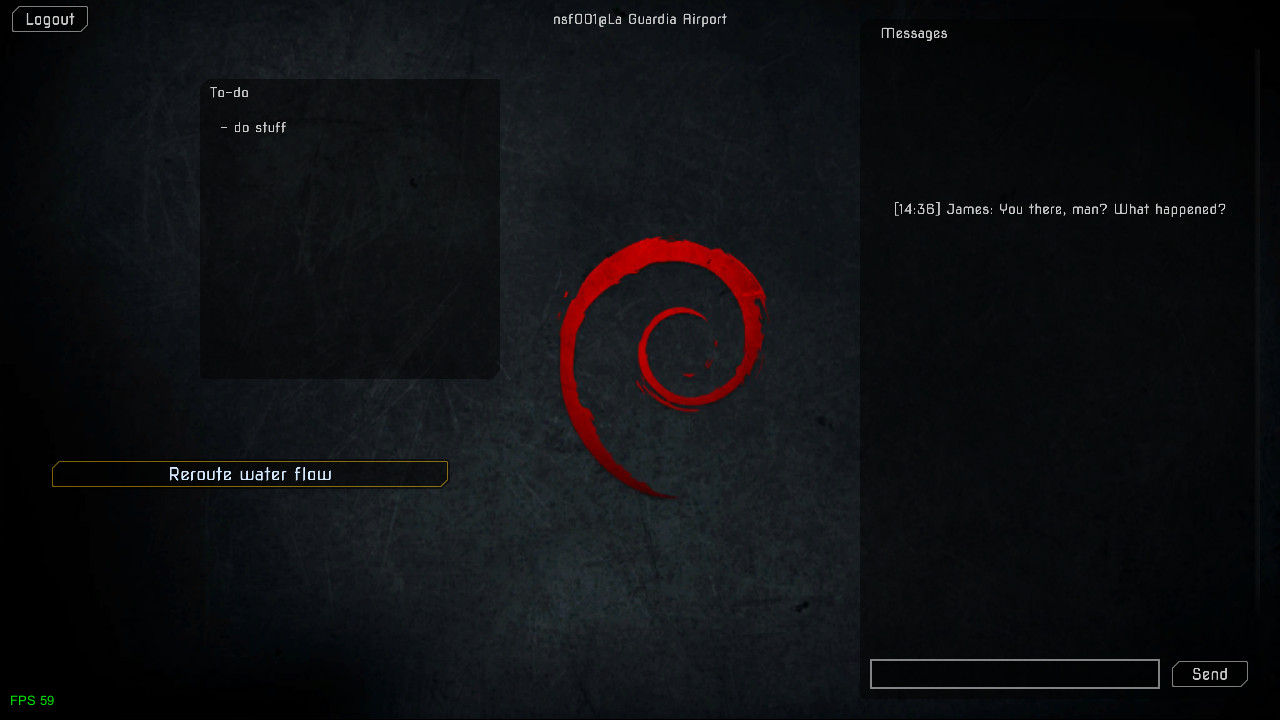 Logout
nsf001@La Guardia Airport
Messages
To-do
- do stuff
[14:36] James: You there, man? What happened?
Reroute water flow
Send
FPS 59